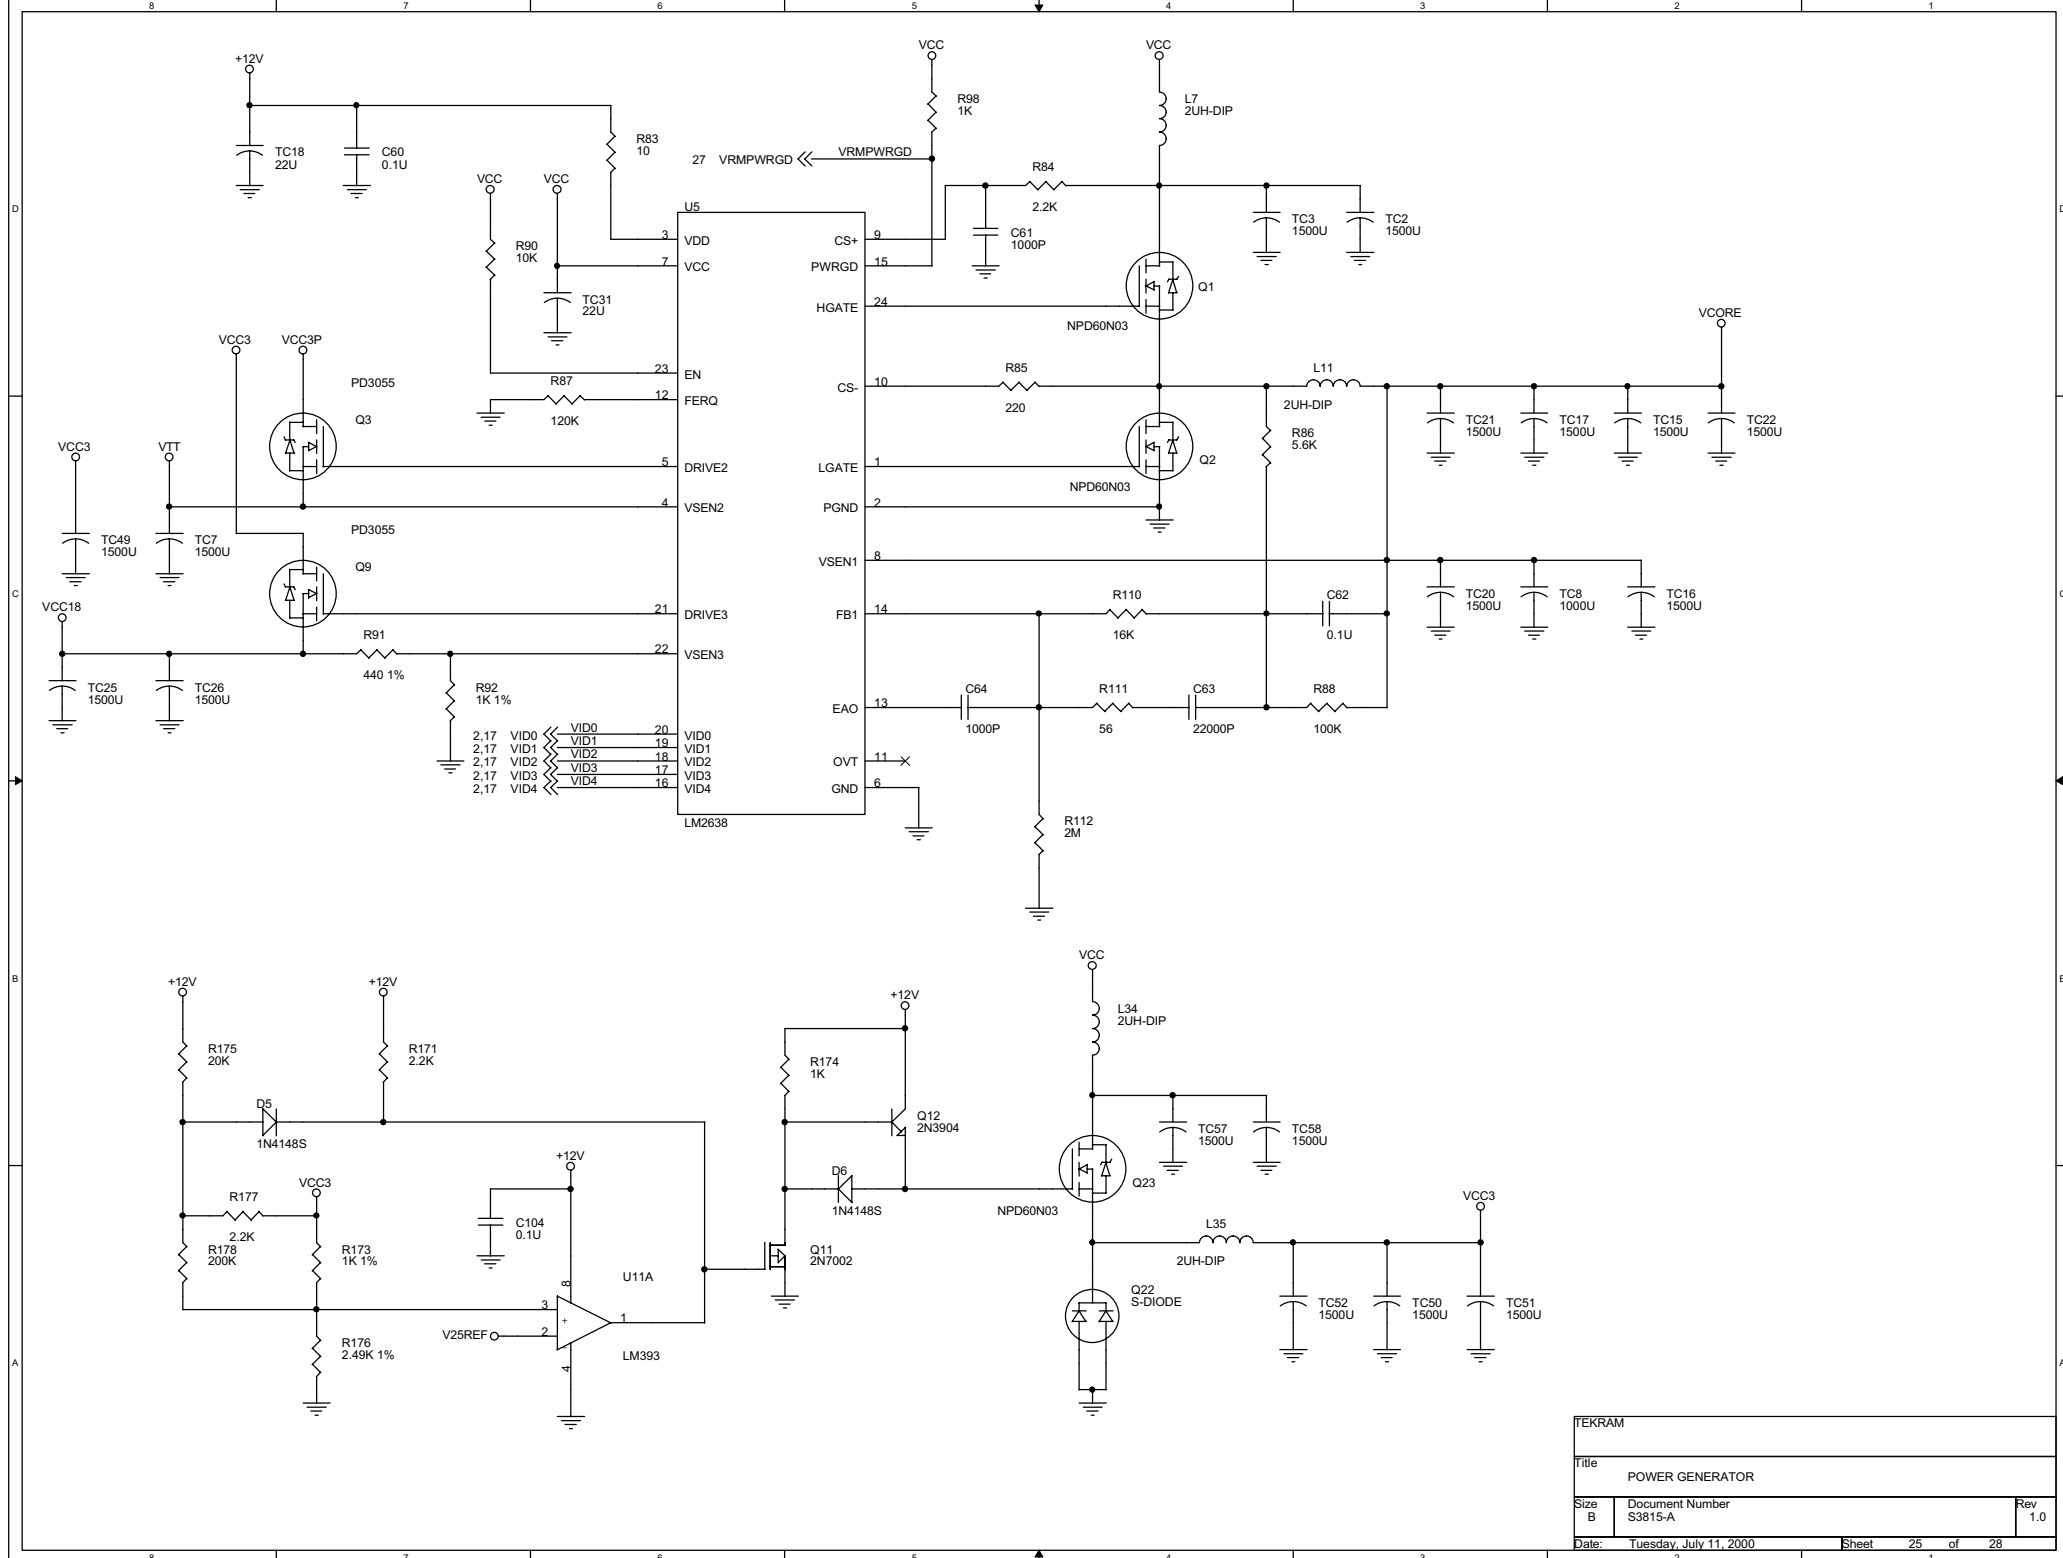 8 7 6 5 4 3 2 1
D
C
B
A
+12V
TC18
22U
C60
0.1U
R83
10
VCC
R98
1K
27 VRMPWRGD
VRMPWRGD
VCC
L7
2UH-DIP
R84
2.2K
C61
1000P
TC3
1500U
TC2
1500U
VCC
R90
10K
VCC
TC31
22U
U5
3 VDD
7 VCC
23 EN
12 FERQ
5 DRIVE2
4 VSEN2
21 DRIVE3
22 VSEN3
20 VID0
19 VID1
18 VID2
17 VID3
16 VID4
CS+ 9
PWRGD 15
HGATE 24
CS- 10
LGATE 1
PGND 2
VSEN1 8
FB1 14
EAO 13
OVT 11
GND 6
LM2638
Q1
NPD60N03
R85
220
L11
2UH-DIP
VCORE
R86
5.6K
TC21
1500U
TC17
1500U
TC15
1500U
TC22
1500U
Q2
NPD60N03
VCC3
VCC3P
PD3055
Q3
R87
120K
VCC3
VTT
TC49
1500U
TC7
1500U
PD3055
Q9
VCC18
TC25
1500U
TC26
1500U
R91
440 1%
R92
1K 1%
2,17 VID0 VID0
2,17 VID1 VID1
2,17 VID2 VID2
2,17 VID3 VID3
2,17 VID4 VID4
R110
16K
C62
0.1U
TC20
1500U
TC8
1000U
TC16
1500U
C64
1000P
R111
56
C63
22000P
R88
100K
R112
2M
+12V
R175
20K
+12V
R171
2.2K
D5
1N4148S
R177
2.2K
VCC3
R178
200K
R173
1K 1%
R176
2.49K 1%
+12V
C104
0.1U
U11A
8
3
+
2
-
1
4
LM393
V25REF
+12V
R174
1K
Q12
2N3904
D6
1N4148S
Q11
2N7002
VCC
L34
2UH-DIP
TC57
1500U
TC58
1500U
Q23
NPD60N03
L35
2UH-DIP
VCC3
Q22
S-DIODE
TC52
1500U
TC50
1500U
TC51
1500U
TEKRAM
Title
POWER GENERATOR
Size
B
Document Number
S3815-A
Rev
1.0
Date: Tuesday, July 11, 2000 Sheet 25 of 28
8 7 6 5 4 3 2 1